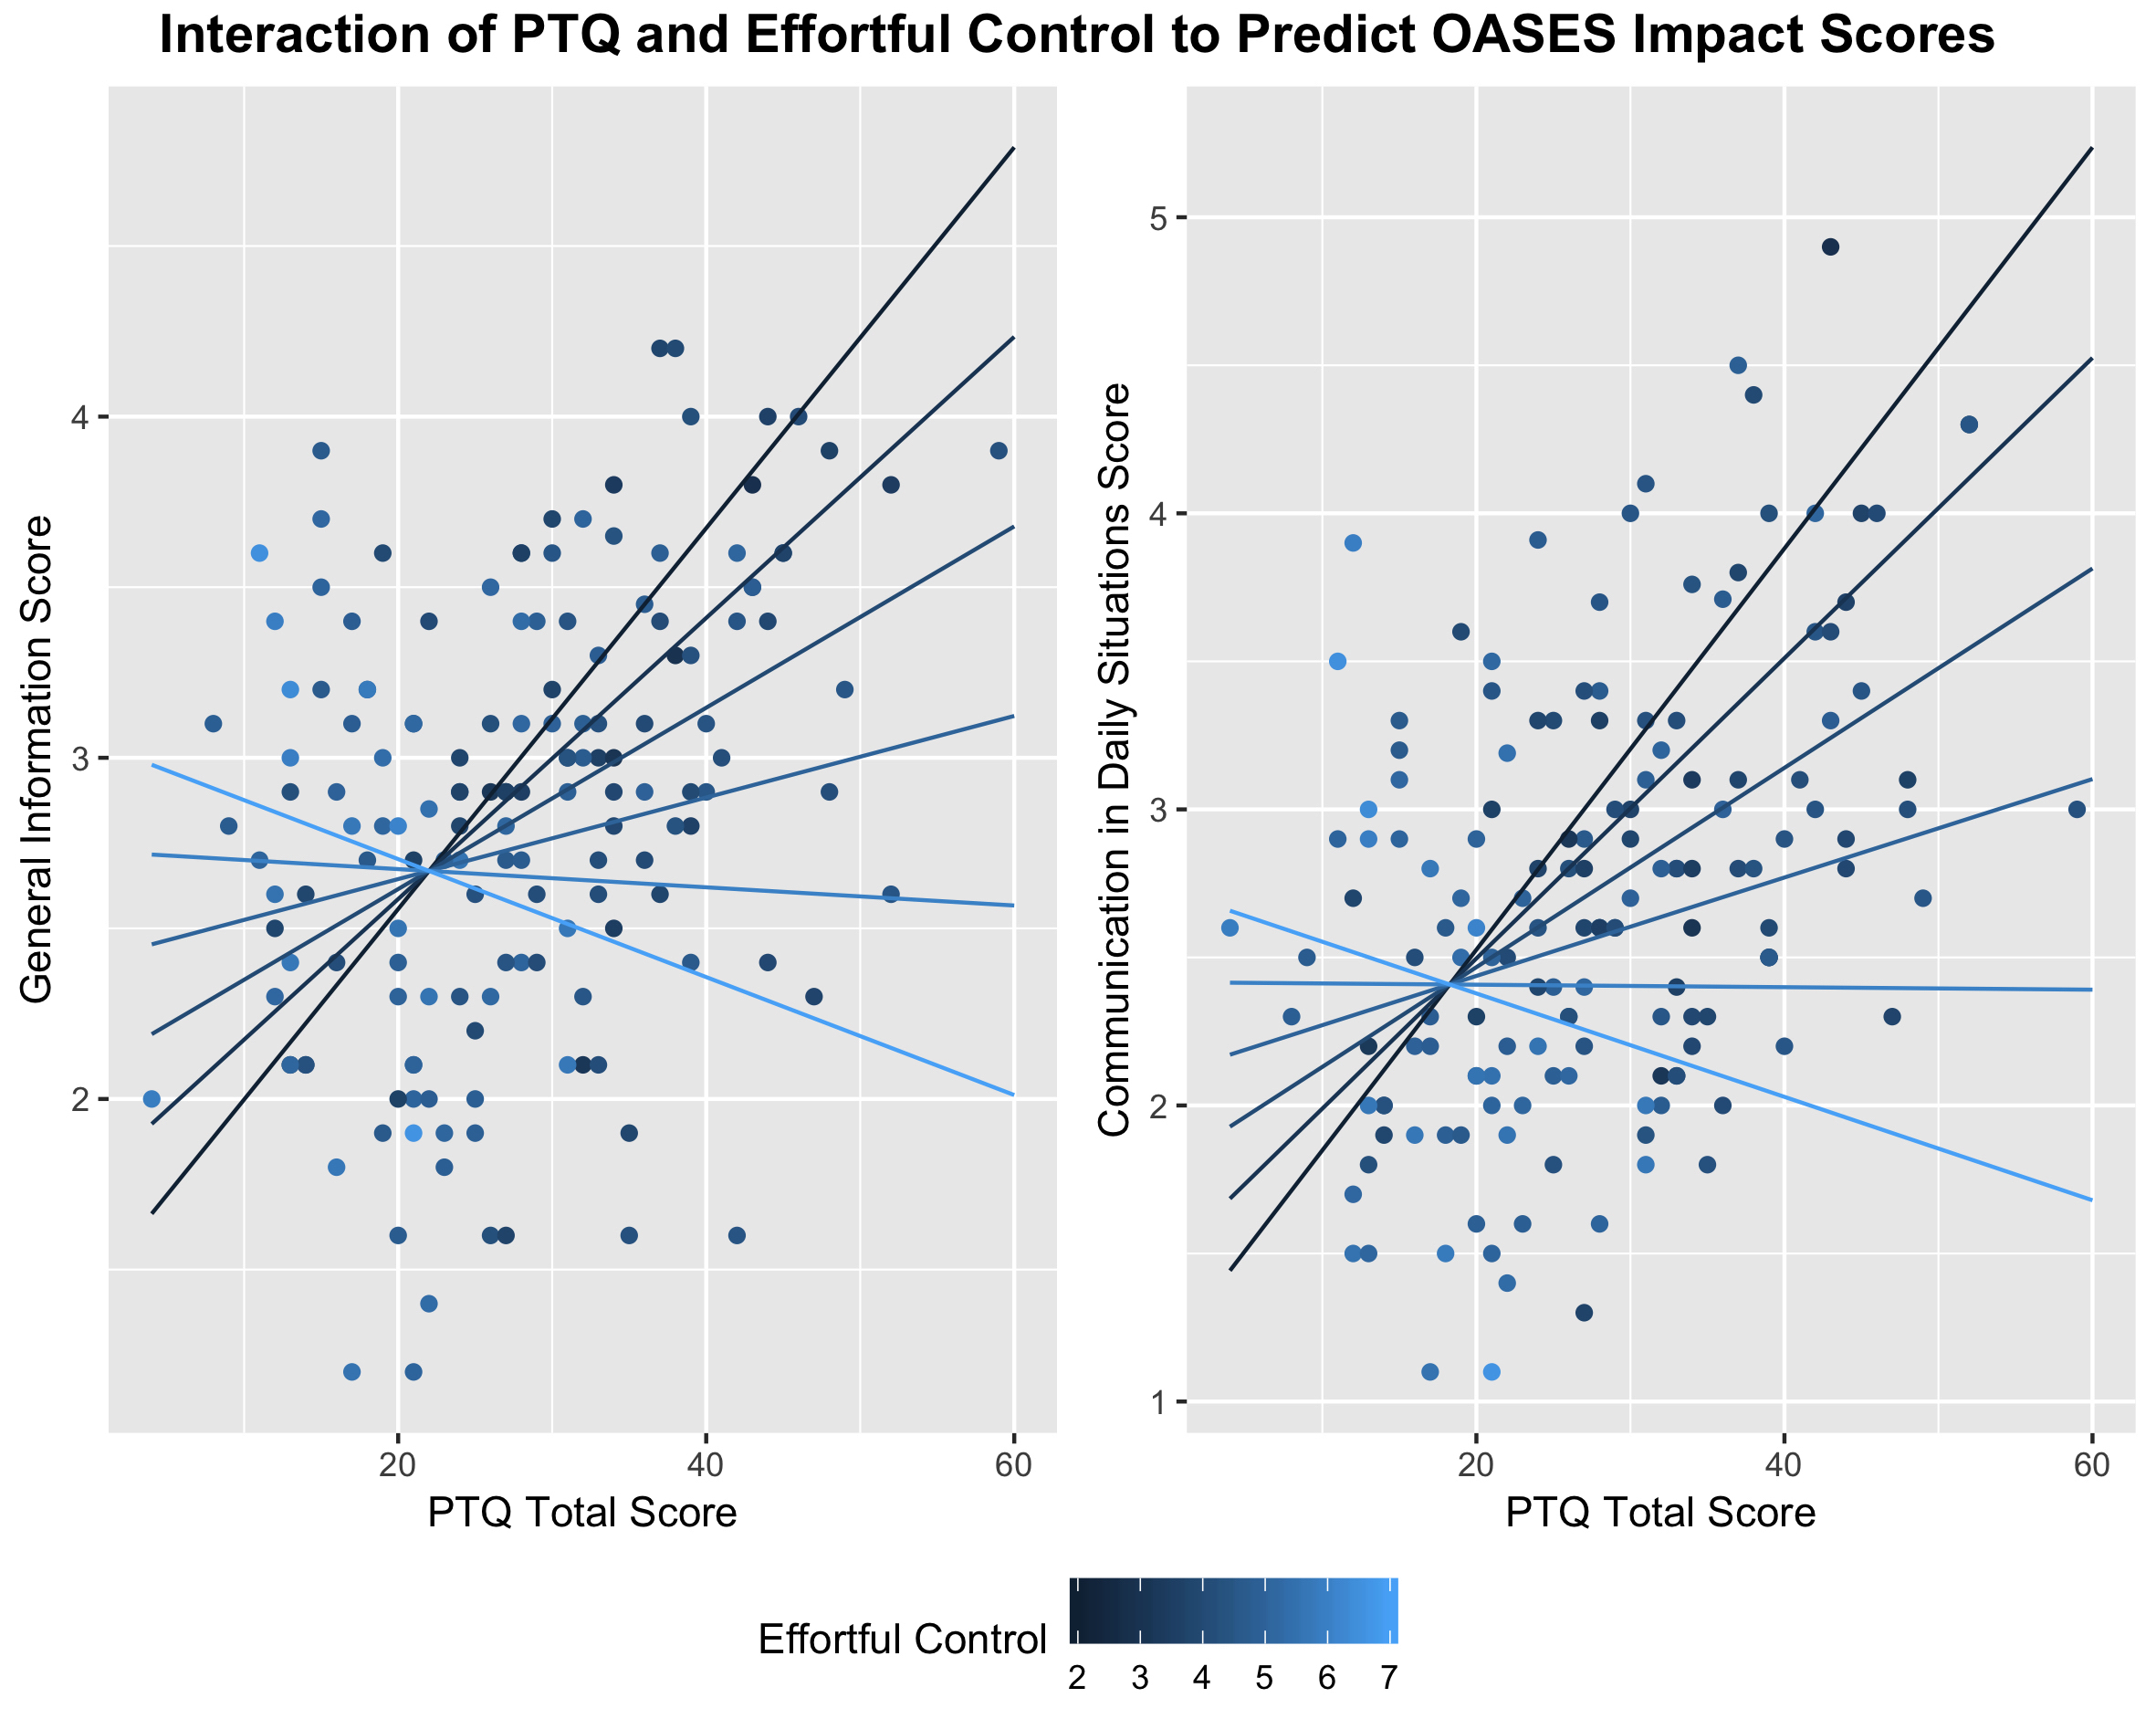 Interaction of PTQ and Effortful Control to Predict OASES Impact Scores
General Information Score
4
3
2
20 40 60
PTQ Total Score
Communication in Daily Situations Score
5
4
3
2
1
20 40 60
PTQ Total Score
Effortful Control
2 3 4 5 6 7